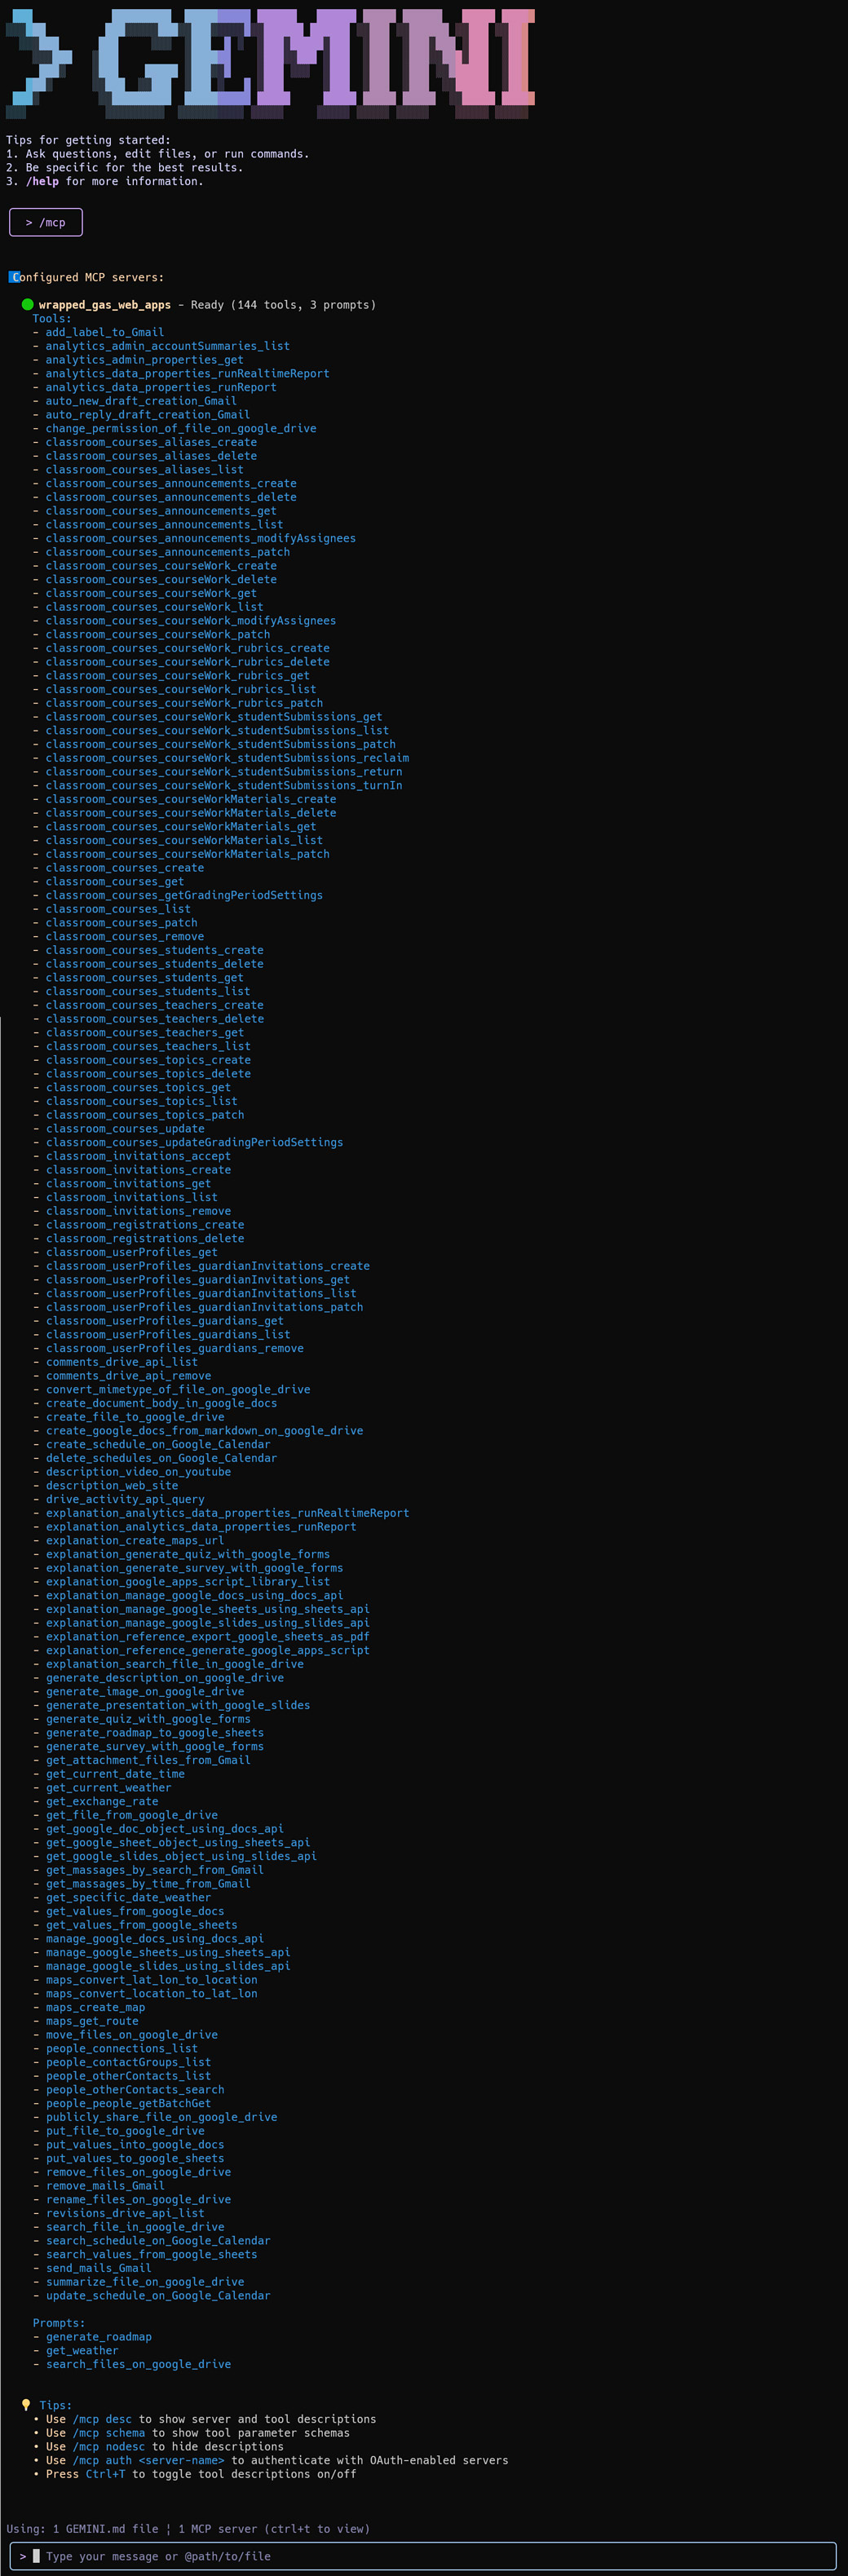 > GEMINI
Tips for getting started:
1. Ask questions, edit files, or run commands.
2. Be specific for the best results.
3. /help for more information.
> /mcp
Configured MCP servers:
wrapped_gas_web_apps - Ready (144 tools, 3 prompts)
Tools:
- add_label_to_Gmail
- analytics_admin_accountSummaries_list
- analytics_admin_properties_get
- analytics_data_properties_runRealtimeReport
- analytics_data_properties_runReport
- auto_new_draft_creation_Gmail
- auto_reply_draft_creation_Gmail
- change_permission_of_file_on_google_drive
- classroom_courses_aliases_create
- classroom_courses_aliases_delete
- classroom_courses_aliases_list
- classroom_courses_announcements_create
- classroom_courses_announcements_delete
- classroom_courses_announcements_get
- classroom_courses_announcements_list
- classroom_courses_announcements_modifyAssignees
- classroom_courses_announcements_patch
- classroom_courses_courseWork_create
- classroom_courses_courseWork_delete
- classroom_courses_courseWork_get
- classroom_courses_courseWork_list
- classroom_courses_courseWork_modifyAssignees
- classroom_courses_courseWork_patch
- classroom_courses_courseWork_rubrics_create
- classroom_courses_courseWork_rubrics_delete
- classroom_courses_courseWork_rubrics_get
- classroom_courses_courseWork_rubrics_list
- classroom_courses_courseWork_rubrics_patch
- classroom_courses_courseWork_studentSubmissions_get
- classroom_courses_courseWork_studentSubmissions_list
- classroom_courses_courseWork_studentSubmissions_patch
- classroom_courses_courseWork_studentSubmissions_reclaim
- classroom_courses_courseWork_studentSubmissions_return
- classroom_courses_courseWork_studentSubmissions_turnIn
- classroom_courses_courseWorkMaterials_create
- classroom_courses_courseWorkMaterials_delete
- classroom_courses_courseWorkMaterials_get
- classroom_courses_courseWorkMaterials_list
- classroom_courses_courseWorkMaterials_patch
- classroom_courses_create
- classroom_courses_get
- classroom_courses_getGradingPeriodSettings
- classroom_courses_list
- classroom_courses_patch
- classroom_courses_remove
- classroom_courses_students_create
- classroom_courses_students_delete
- classroom_courses_students_get
- classroom_courses_students_list
- classroom_courses_teachers_create
- classroom_courses_teachers_delete
- classroom_courses_teachers_get
- classroom_courses_teachers_list
- classroom_courses_topics_create
- classroom_courses_topics_delete
- classroom_courses_topics_get
- classroom_courses_topics_list
- classroom_courses_topics_patch
- classroom_courses_update
- classroom_courses_updateGradingPeriodSettings
- classroom_invitations_accept
- classroom_invitations_create
- classroom_invitations_get
- classroom_invitations_list
- classroom_invitations_remove
- classroom_registrations_create
- classroom_registrations_delete
- classroom_userProfiles_get
- classroom_userProfiles_guardianInvitations_create
- classroom_userProfiles_guardianInvitations_get
- classroom_userProfiles_guardianInvitations_list
- classroom_userProfiles_guardianInvitations_patch
- classroom_userProfiles_guardians_get
- classroom_userProfiles_guardians_list
- classroom_userProfiles_guardians_remove
- comments_drive_api_list
- comments_drive_api_remove
- convert_mimetype_of_file_on_google_drive
- create_document_body_in_google_docs
- create_file_to_google_drive
- create_google_docs_from_markdown_on_google_drive
- create_schedule_on_Google_Calendar
- delete_schedules_on_Google_Calendar
- description_video_on_youtube
- description_web_site
- drive_activity_api_query
- explanation_analytics_data_properties_runRealtimeReport
- explanation_analytics_data_properties_runReport
- explanation_create_maps_url
- explanation_generate_quiz_with_google_forms
- explanation_generate_survey_with_google_forms
- explanation_google_apps_script_library_list
- explanation_manage_google_docs_using_docs_api
- explanation_manage_google_sheets_using_sheets_api
- explanation_manage_google_slides_using_slides_api
- explanation_reference_export_google_sheets_as_pdf
- explanation_reference_generate_google_apps_script
- explanation_search_file_in_google_drive
- generate_description_on_google_drive
- generate_image_on_google_drive
- generate_presentation_with_google_slides
- generate_quiz_with_google_forms
- generate_roadmap_to_google_sheets
- generate_survey_with_google_forms
- get_attachment_files_from_Gmail
- get_current_date_time
- get_current_weather
- get_exchange_rate
- get_file_from_google_drive
- get_google_doc_object_using_docs_api
- get_google_sheet_object_using_sheets_api
- get_google_slides_object_using_slides_api
- get_massages_by_search_from_Gmail
- get_massages_by_time_from_Gmail
- get_specific_date_weather
- get_values_from_google_docs
- get_values_from_google_sheets
- manage_google_docs_using_docs_api
- manage_google_sheets_using_sheets_api
- manage_google_slides_using_slides_api
- maps_convert_lat_lon_to_location
- maps_convert_location_to_lat_lon
- maps_create_map
- maps_get_route
- move_files_on_google_drive
- people_connections_list
- people_contactGroups_list
- people_otherContacts_list
- people_otherContacts_search
- people_people_getBatchGet
- publicly_share_file_on_google_drive
- put_file_to_google_drive
- put_values_into_google_docs
- put_values_to_google_sheets
- remove_files_on_google_drive
- remove_mails_Gmail
- rename_files_on_google_drive
- revisions_drive_api_list
- search_file_in_google_drive
- search_schedule_on_Google_Calendar
- search_values_from_google_sheets
- send_mails_Gmail
- summarize_file_on_google_drive
- update_schedule_on_Google_Calendar
Prompts:
- generate_roadmap
- get_weather
- search_files_on_google_drive
💡 Tips:
• Use /mcp desc to show server and tool descriptions
• Use /mcp schema to show tool parameter schemas
• Use /mcp nodesc to hide descriptions
• Use /mcp auth <server-name> to authenticate with OAuth-enabled servers
• Press Ctrl+T to toggle tool descriptions on/off
Using: 1 GEMINI.md file ¦ 1 MCP server (ctrl+t to view)
> Type your message or @path/to/file